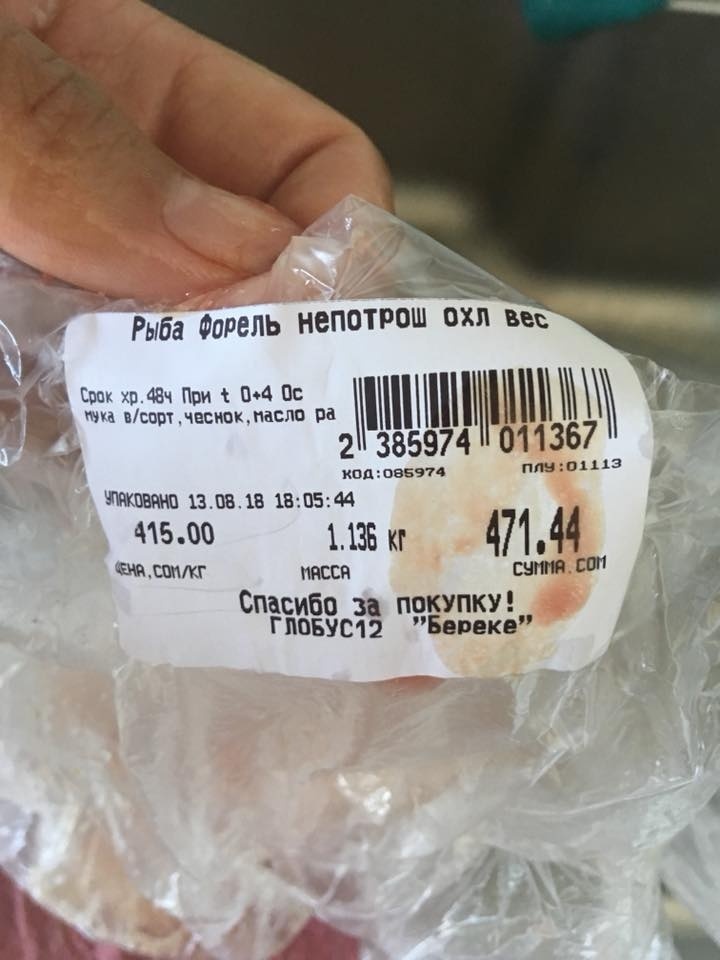 Рыба Форель непотрош охл вес
Срок хр.48ч При t 0+4 0с
мука в/сорт,чеснок,масло ра
2 385974 011367
КОД:085974 ПЛУ:01113
УПАКОВАНО 13.08.18 18:05:44
415.00 1.136 кг 471.44
ЦЕНА,СОМ/КГ МАССА СУММА.СОМ
Спасибо за покупку!
ГЛОБУС12 "Береке"